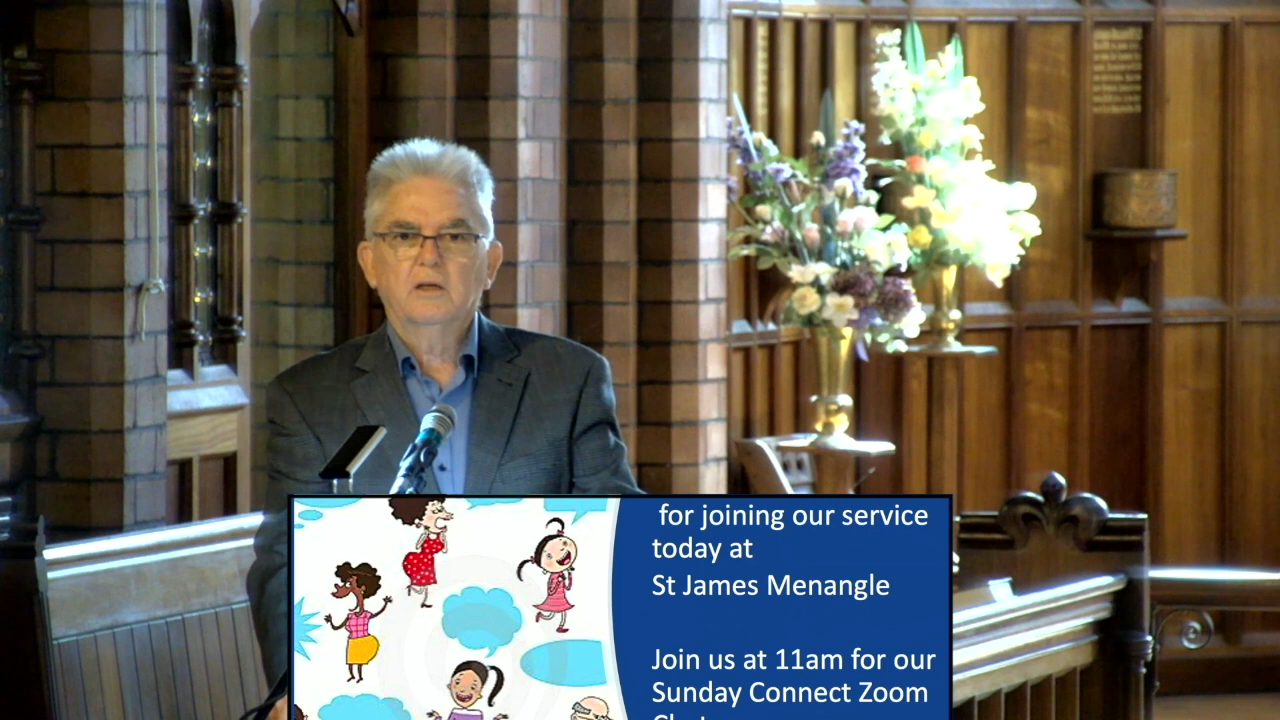 for joining our service
today at
St James Menangle
Join us at 11am for our
Sunday Connect Zoom